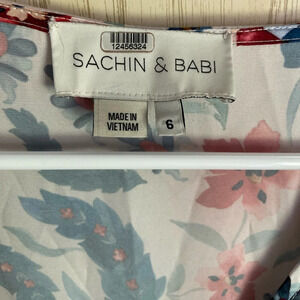 12456324
SACHIN & BABI
MADE IN
VIETNAM
6